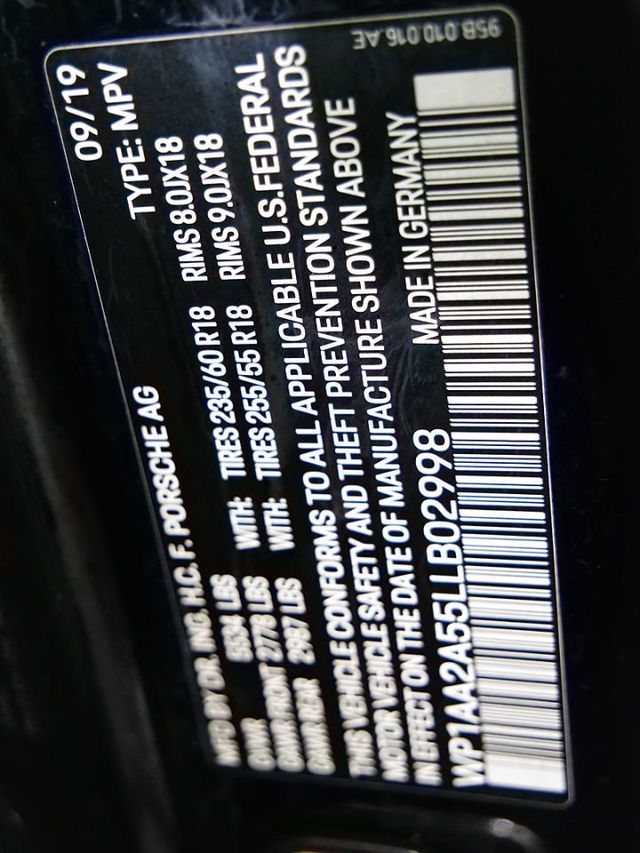 MFD BY DR. ING. H.C. F. PORSCHE AG 09/19
GVWR 5534 LBS TYPE: MPV
GAWR FRONT 2778 LBS WITH: TIRES 235/60 R18 RIMS 8.0JX18
GAWR REAR 2987 LBS WITH: TIRES 255/55 R18 RIMS 9.0JX18
THIS VEHICLE CONFORMS TO ALL APPLICABLE U.S.FEDERAL
MOTOR VEHICLE SAFETY AND THEFT PREVENTION STANDARDS
IN EFFECT ON THE DATE OF MANUFACTURE SHOWN ABOVE
WP1AA2A55LLB02998 MADE IN GERMANY
95B.010.016.AE